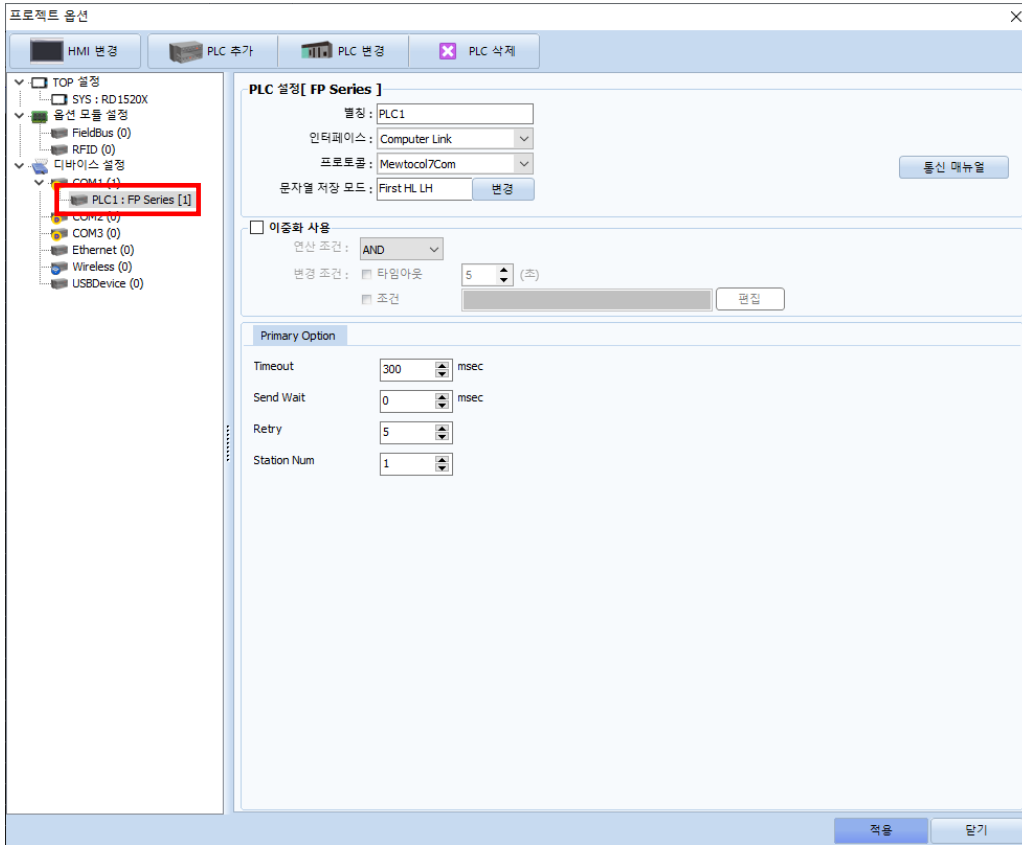 프로젝트 옵션
HMI 변경
PLC 추가
PLC 변경
PLC 삭제
TOP 설정
SYS : RD1520X
옵션 모듈 설정
FieldBus (0)
RFID (0)
디바이스 설정
COM1 (1)
PLC1 : FP Series [1]
COM2 (0)
COM3 (0)
Ethernet (0)
Wireless (0)
USBDevice (0)
PLC 설정[ FP Series ]
별칭 : PLC1
인터페이스 : Computer Link
프로토콜 : Mewtocol7Com
통신 매뉴얼
문자열 저장 모드 : First HL LH 변경
이중화 사용
연산 조건 : AND
변경 조건 : 타임아웃 5 (초)
조건 편집
Primary Option
Timeout 300 msec
Send Wait 0 msec
Retry 5
Station Num 1
적용 닫기